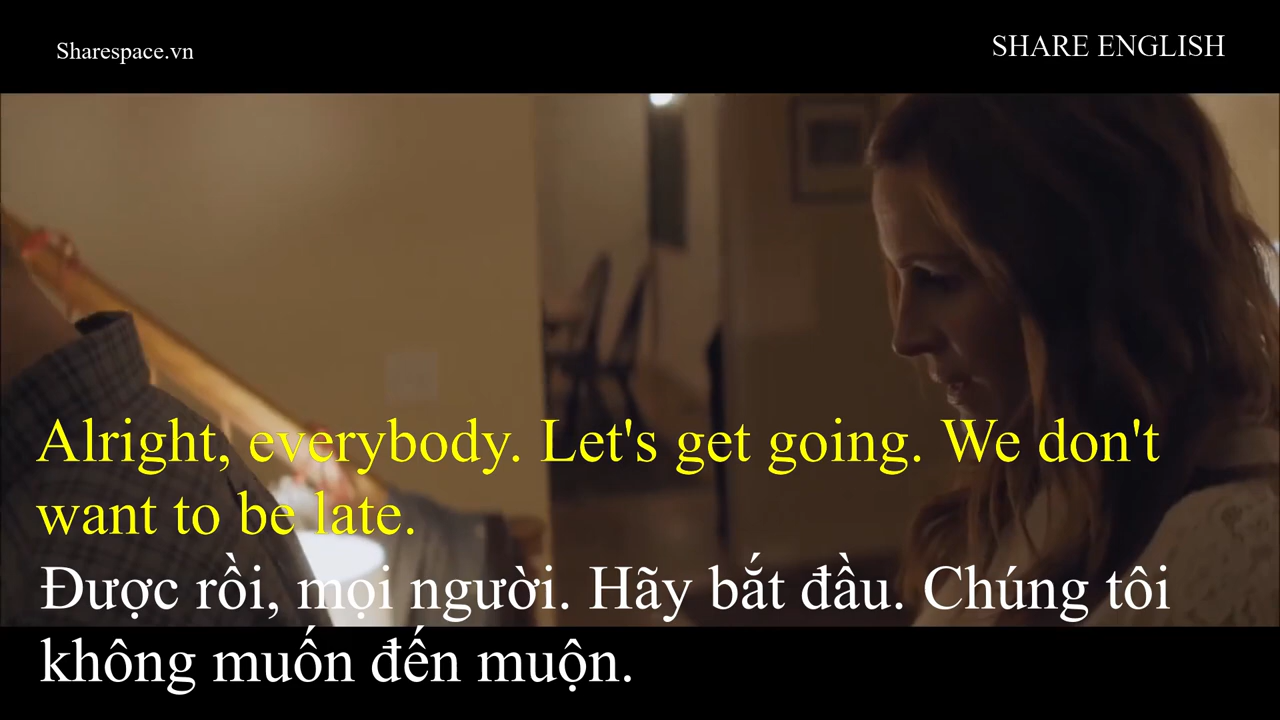 Sharespace.vn
SHARE ENGLISH
Alright, everybody. Let's get going. We don't
want to be late.
Được rồi, mọi người. Hãy bắt đầu. Chúng tôi
không muốn đến muộn.